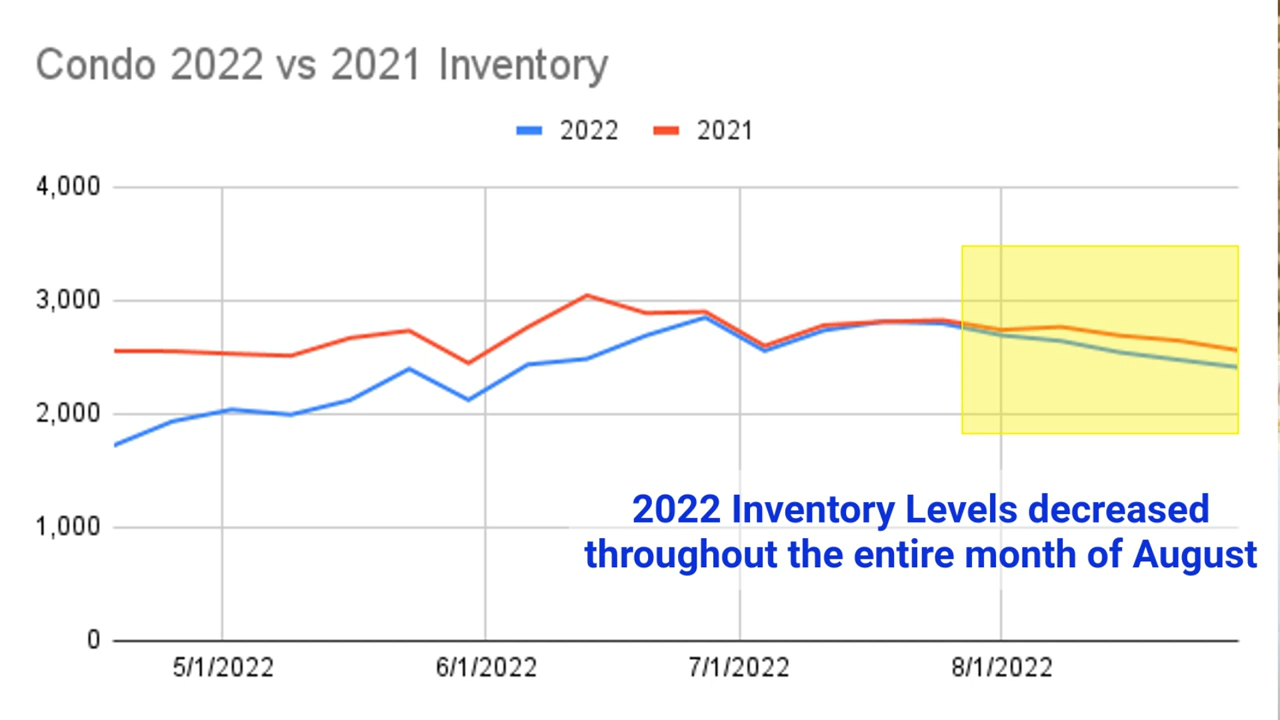 Condo 2022 vs 2021 Inventory
2022 2021
4,000
3,000
2,000
1,000
0
2022 Inventory Levels decreased
throughout the entire month of August
5/1/2022 6/1/2022 7/1/2022 8/1/2022